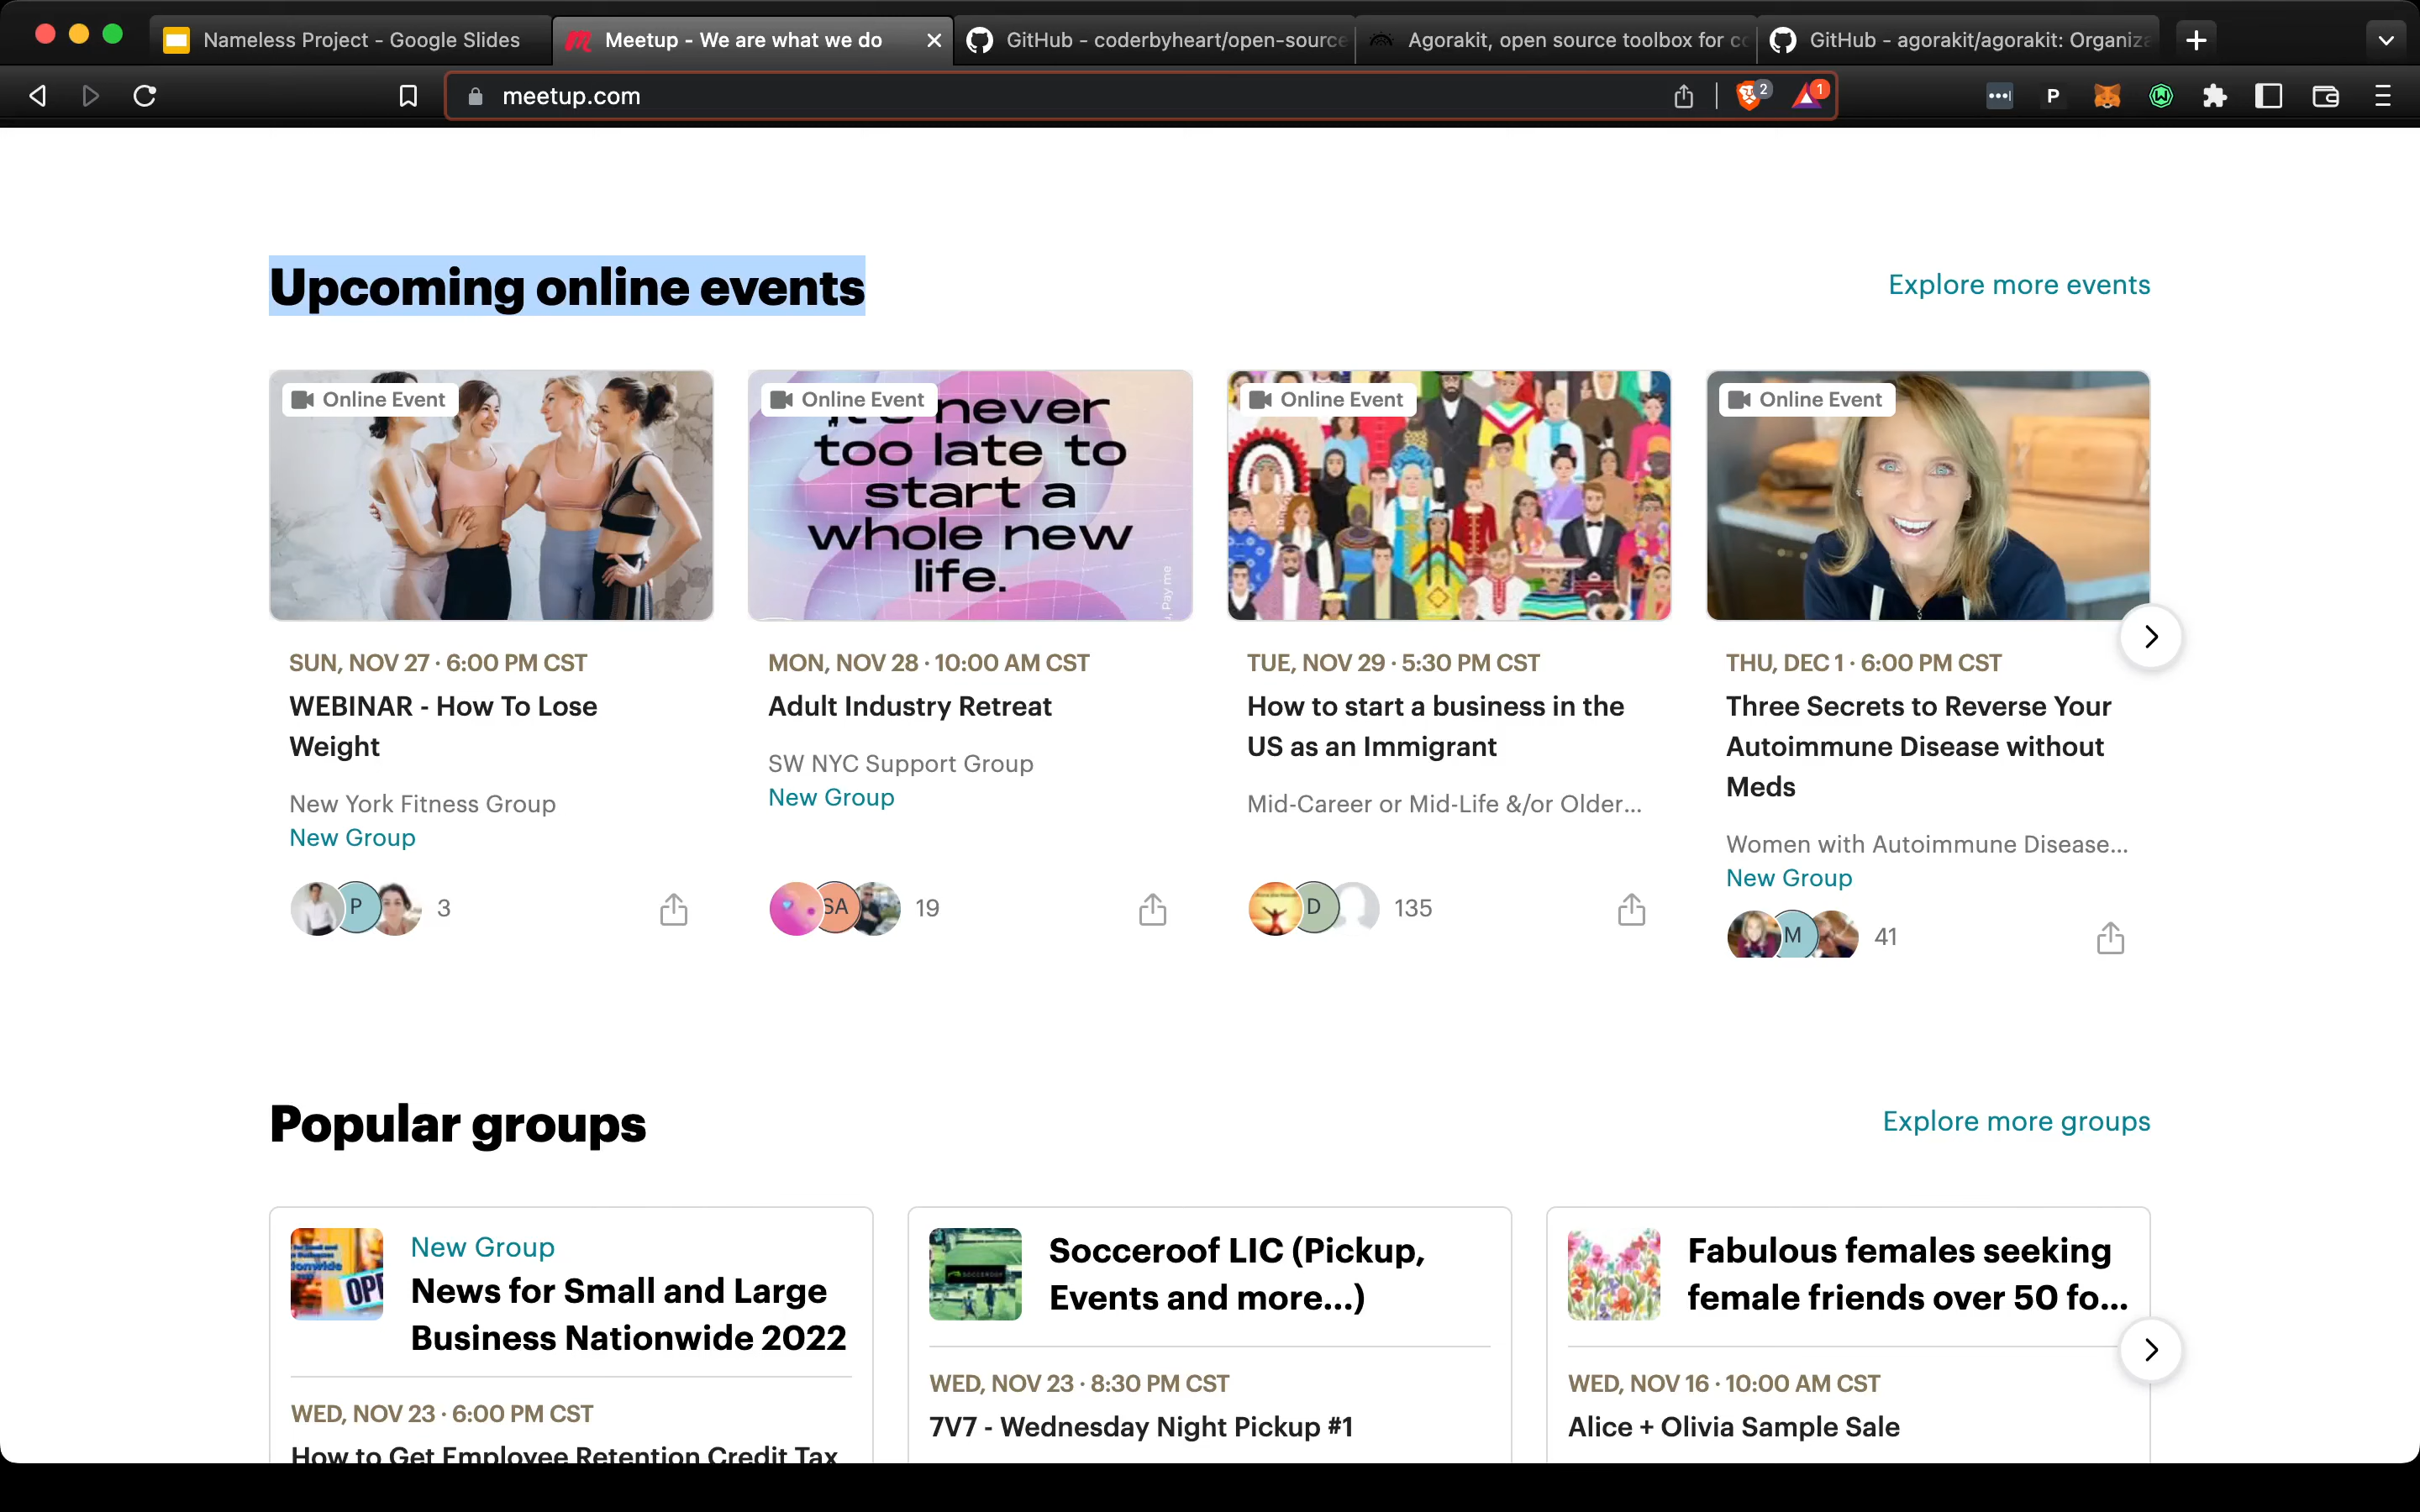 Nameless Project - Google Slides
Meetup - We are what we do
GitHub - coderbyheart/open-source
Agorakit, open source toolbox for
GitHub - agorakit/agorakit:
meetup.com
2
1
P
Upcoming online events
Explore more events
Online Event
Online Event
never
too late to
start a
whole new
life.
Pay me
Online Event
Online Event
SUN, NOV 27 · 6:00 PM CST
WEBINAR - How To Lose
Weight
New York Fitness Group
New Group
P
3
MON, NOV 28 · 10:00 AM CST
Adult Industry Retreat
SW NYC Support Group
New Group
SA
19
TUE, NOV 29 · 5:30 PM CST
How to start a business in the
US as an Immigrant
Mid-Career or Mid-Life &/or Older...
D
135
THU, DEC 1 · 6:00 PM CST
Three Secrets to Reverse Your
Autoimmune Disease without
Meds
Women with Autoimmune Disease...
New Group
M
41
Popular groups
Explore more groups
New Group
News for Small and Large
Business Nationwide 2022
WED, NOV 23 · 6:00 PM CST
How to Get Employee Retention Credit Tax
SOCCEROOF
Socceroof LIC (Pickup,
Events and more...)
WED, NOV 23 · 8:30 PM CST
7V7 - Wednesday Night Pickup #1
Fabulous females seeking
female friends over 50 fo...
WED, NOV 16 · 10:00 AM CST
Alice + Olivia Sample Sale